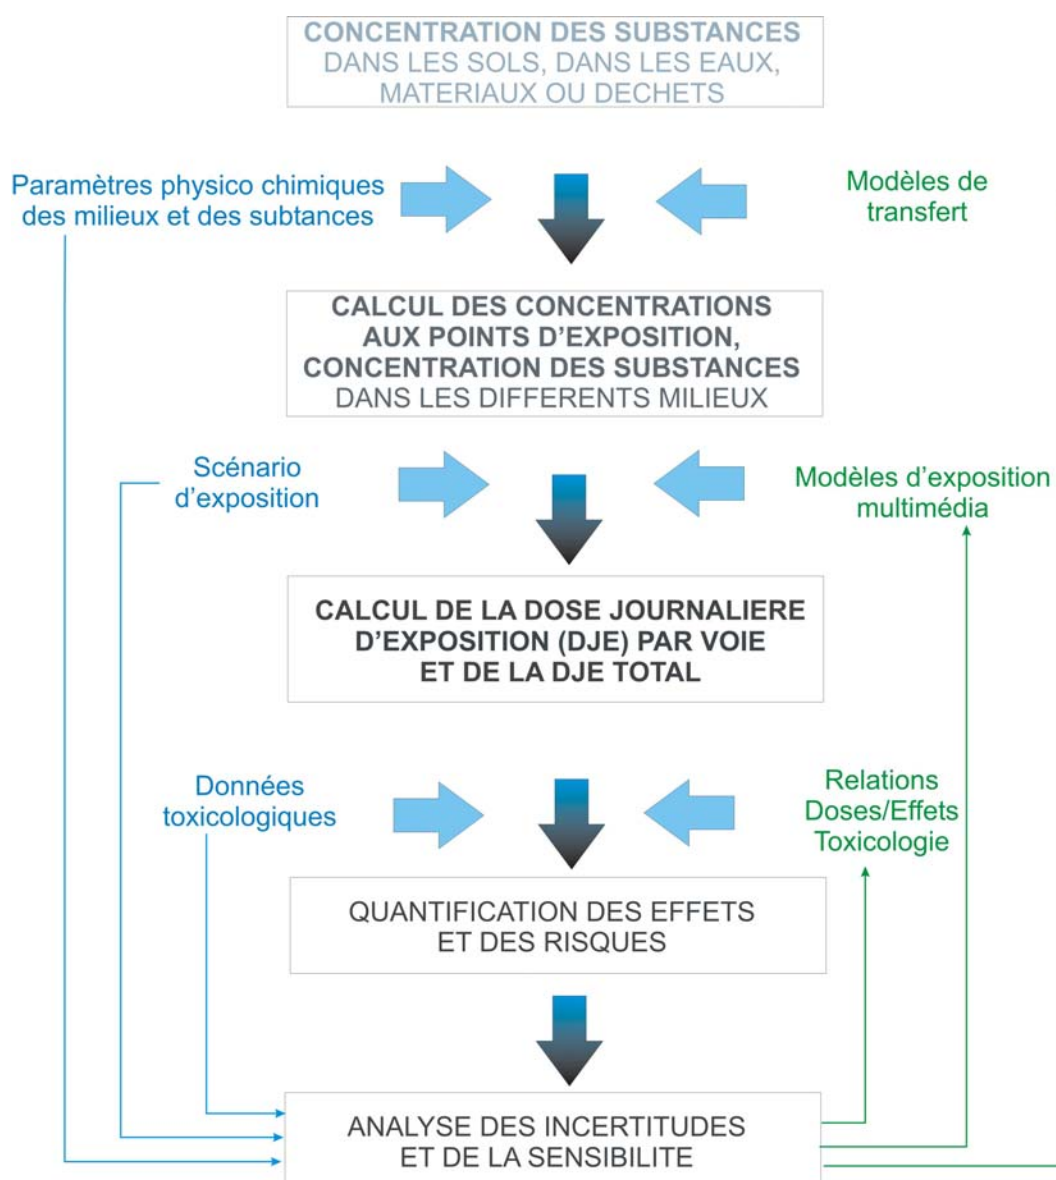 CONCENTRATION DES SUBSTANCES
DANS LES SOLS, DANS LES EAUX,
MATERIAUX OU DECHETS
Paramètres physico chimiques
des milieux et des subtances
Modèles de
transfert
CALCUL DES CONCENTRATIONS
AUX POINTS D'EXPOSITION,
CONCENTRATION DES SUBSTANCES
DANS LES DIFFERENTS MILIEUX
Scénario
d'exposition
Modèles d'exposition
multimédia
CALCUL DE LA DOSE JOURNALIERE
D'EXPOSITION (DJE) PAR VOIE
ET DE LA DJE TOTAL
Données
toxicologiques
Relations
Doses/Effets
Toxicologie
QUANTIFICATION DES EFFETS
ET DES RISQUES
ANALYSE DES INCERTITUDES
ET DE LA SENSIBILITE